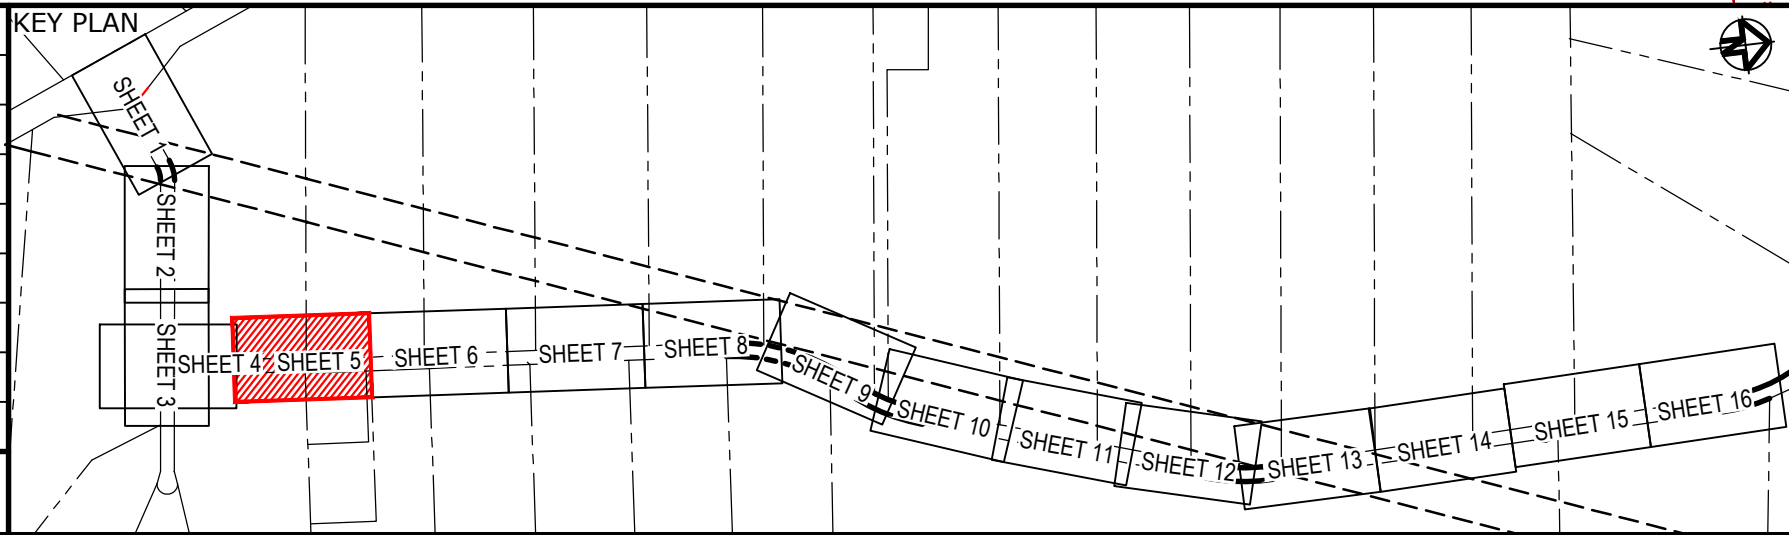 KEY PLAN
N
SHEET 1
SHEET 2
SHEET 3
SHEET 4
SHEET 5
SHEET 6
SHEET 7
SHEET 8
SHEET 9
SHEET 10
SHEET 11
SHEET 12
SHEET 13
SHEET 14
SHEET 15
SHEET 16